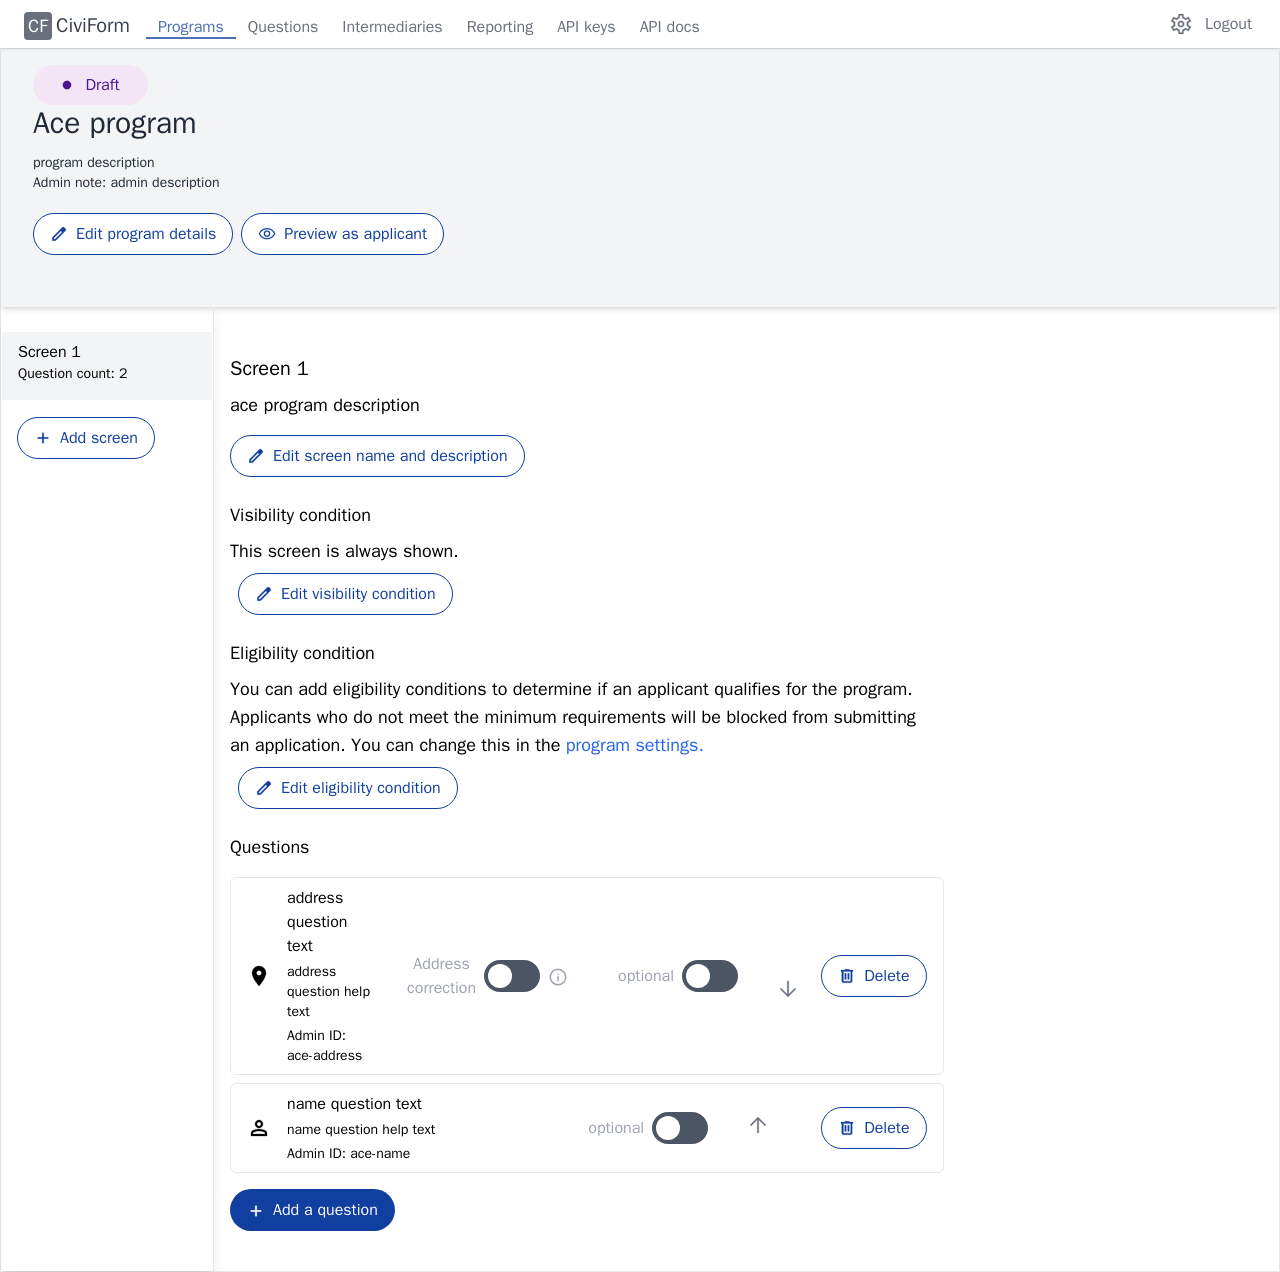 CF CiviForm Programs Questions Intermediaries Reporting API keys API docs Logout
Draft
Ace program
program description
Admin note: admin description
Edit program details Preview as applicant
Screen 1
Question count: 2
Add screen
Screen 1
ace program description
Edit screen name and description
Visibility condition
This screen is always shown.
Edit visibility condition
Eligibility condition
You can add eligibility conditions to determine if an applicant qualifies for the program.
Applicants who do not meet the minimum requirements will be blocked from submitting
an application. You can change this in the program settings.
Edit eligibility condition
Questions
address
question
text
address
question help
text
Admin ID:
ace-address
Address
correction
optional
Delete
name question text
name question help text
Admin ID: ace-name
optional
Delete
Add a question